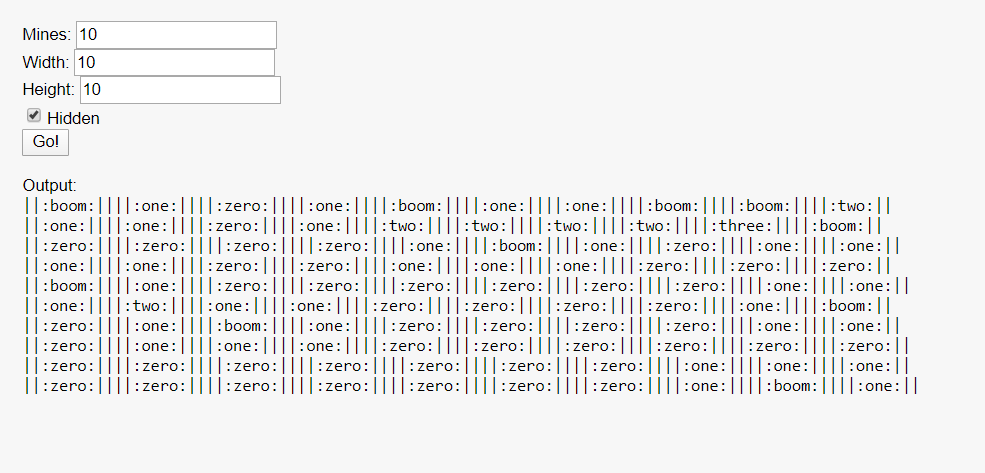 Mines: 10
Width: 10
Height: 10
Hidden
Go!
Output:
||:boom:||||:one:||||:zero:||||:one:||||:boom:||||:one:||||:one:||||:boom:||||:boom:||||:two:||
||:one:||||:one:||||:zero:||||:one:||||:two:||||:two:||||:two:||||:two:||||:three:||||:boom:||
||:zero:||||:zero:||||:zero:||||:zero:||||:one:||||:boom:||||:one:||||:zero:||||:one:||||:one:||
||:one:||||:one:||||:zero:||||:zero:||||:one:||||:one:||||:one:||||:zero:||||:zero:||||:zero:||
||:boom:||||:one:||||:zero:||||:zero:||||:zero:||||:zero:||||:zero:||||:zero:||||:one:||||:one:||
||:one:||||:two:||||:one:||||:one:||||:zero:||||:zero:||||:zero:||||:zero:||||:one:||||:boom:||
||:zero:||||:one:||||:boom:||||:one:||||:zero:||||:zero:||||:zero:||||:zero:||||:one:||||:one:||
||:zero:||||:one:||||:one:||||:one:||||:zero:||||:zero:||||:zero:||||:zero:||||:zero:||||:zero:||
||:zero:||||:zero:||||:zero:||||:zero:||||:zero:||||:zero:||||:zero:||||:one:||||:one:||||:one:||
||:zero:||||:zero:||||:zero:||||:zero:||||:zero:||||:zero:||||:zero:||||:one:||||:boom:||||:one:||